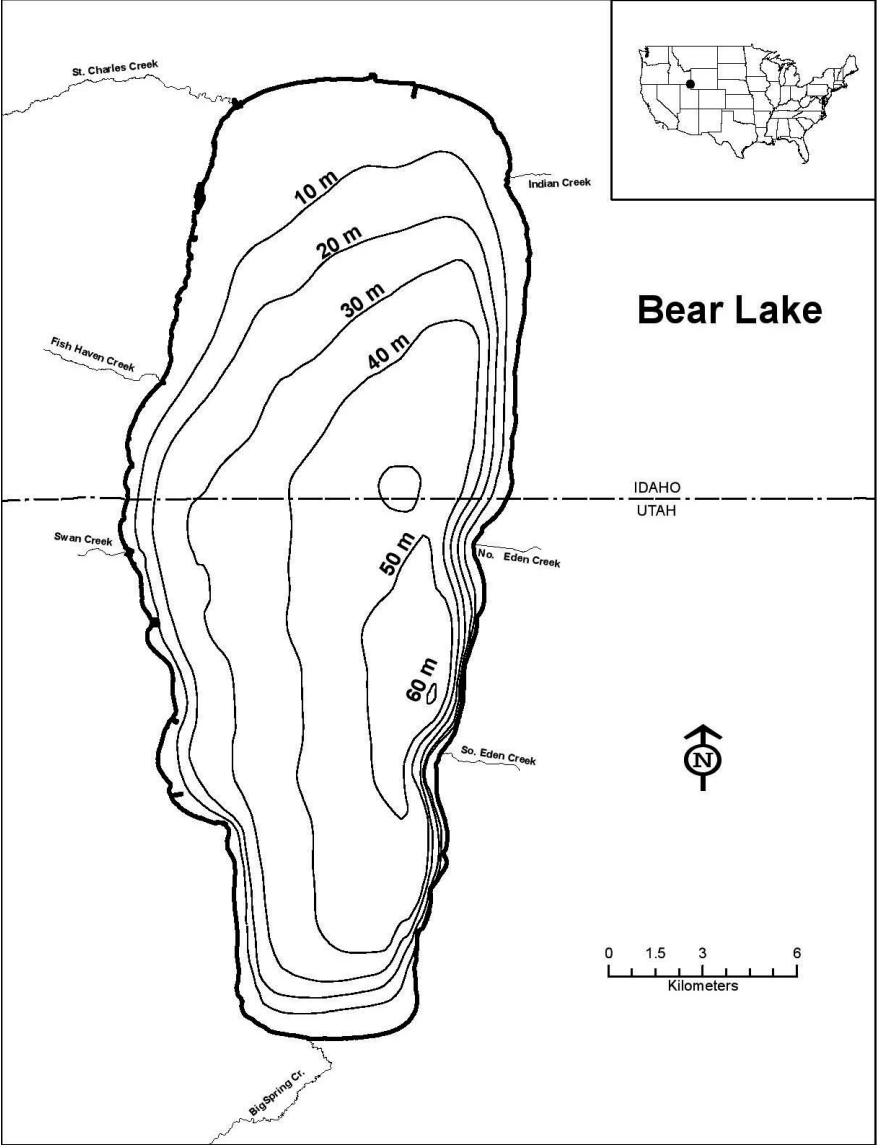 St. Charles Creek
Indian Creek
10 m
20 m
30 m
Bear Lake
40 m
Fish Haven Creek
IDAHO
UTAH
Swan Creek
50 m
No. Eden Creek
60 m
So. Eden Creek
N
0 1.5 3 6
Kilometers
BigSpring Cr.